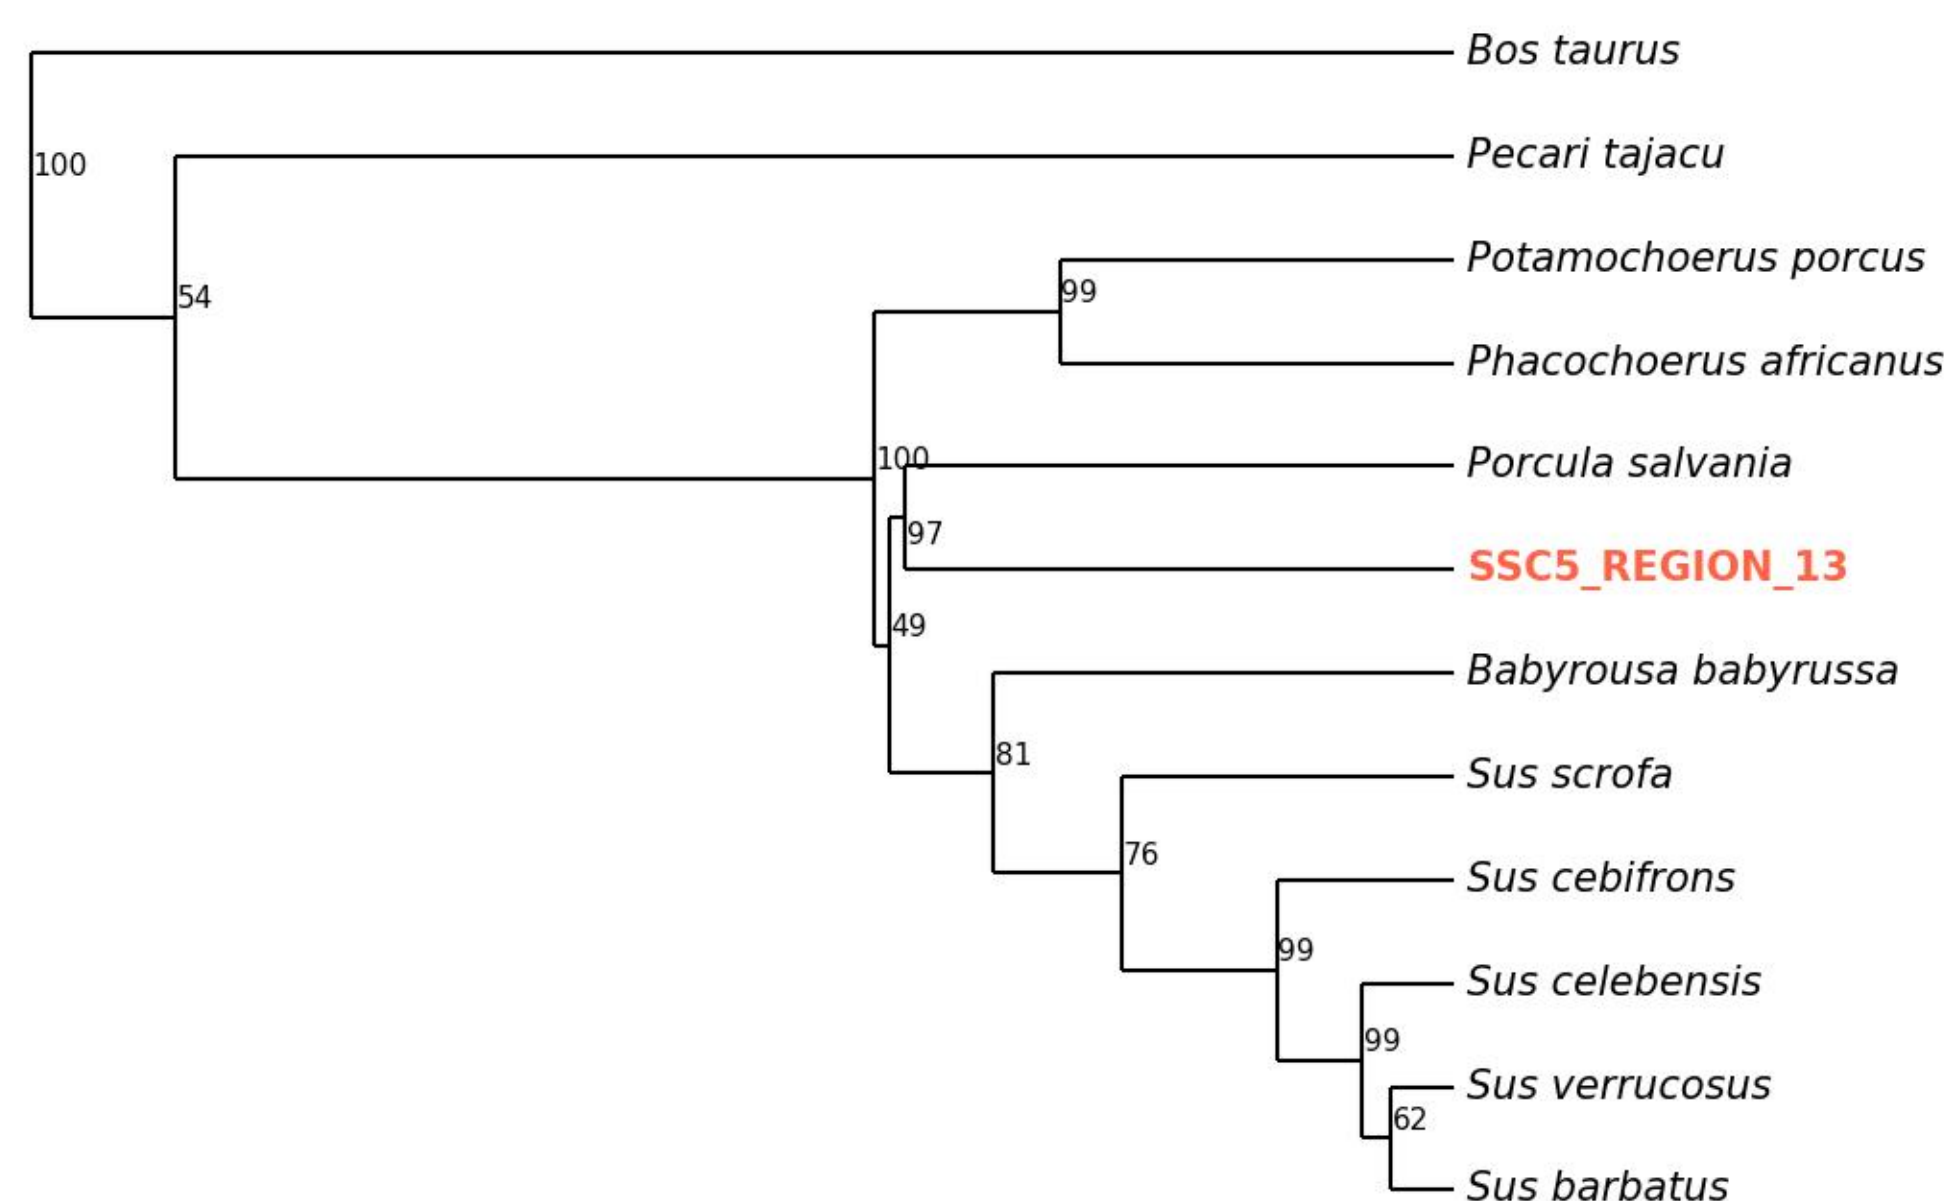 Bos taurus
100
Pecari tajacu
54
Potamochoerus porcus
99
Phacochoerus africanus
100
Porcula salvania
97
SSC5_REGION_13
49
Babyrousa babyrussa
81
Sus scrofa
76
Sus cebifrons
99
Sus celebensis
99
Sus verrucosus
62
Sus barbatus